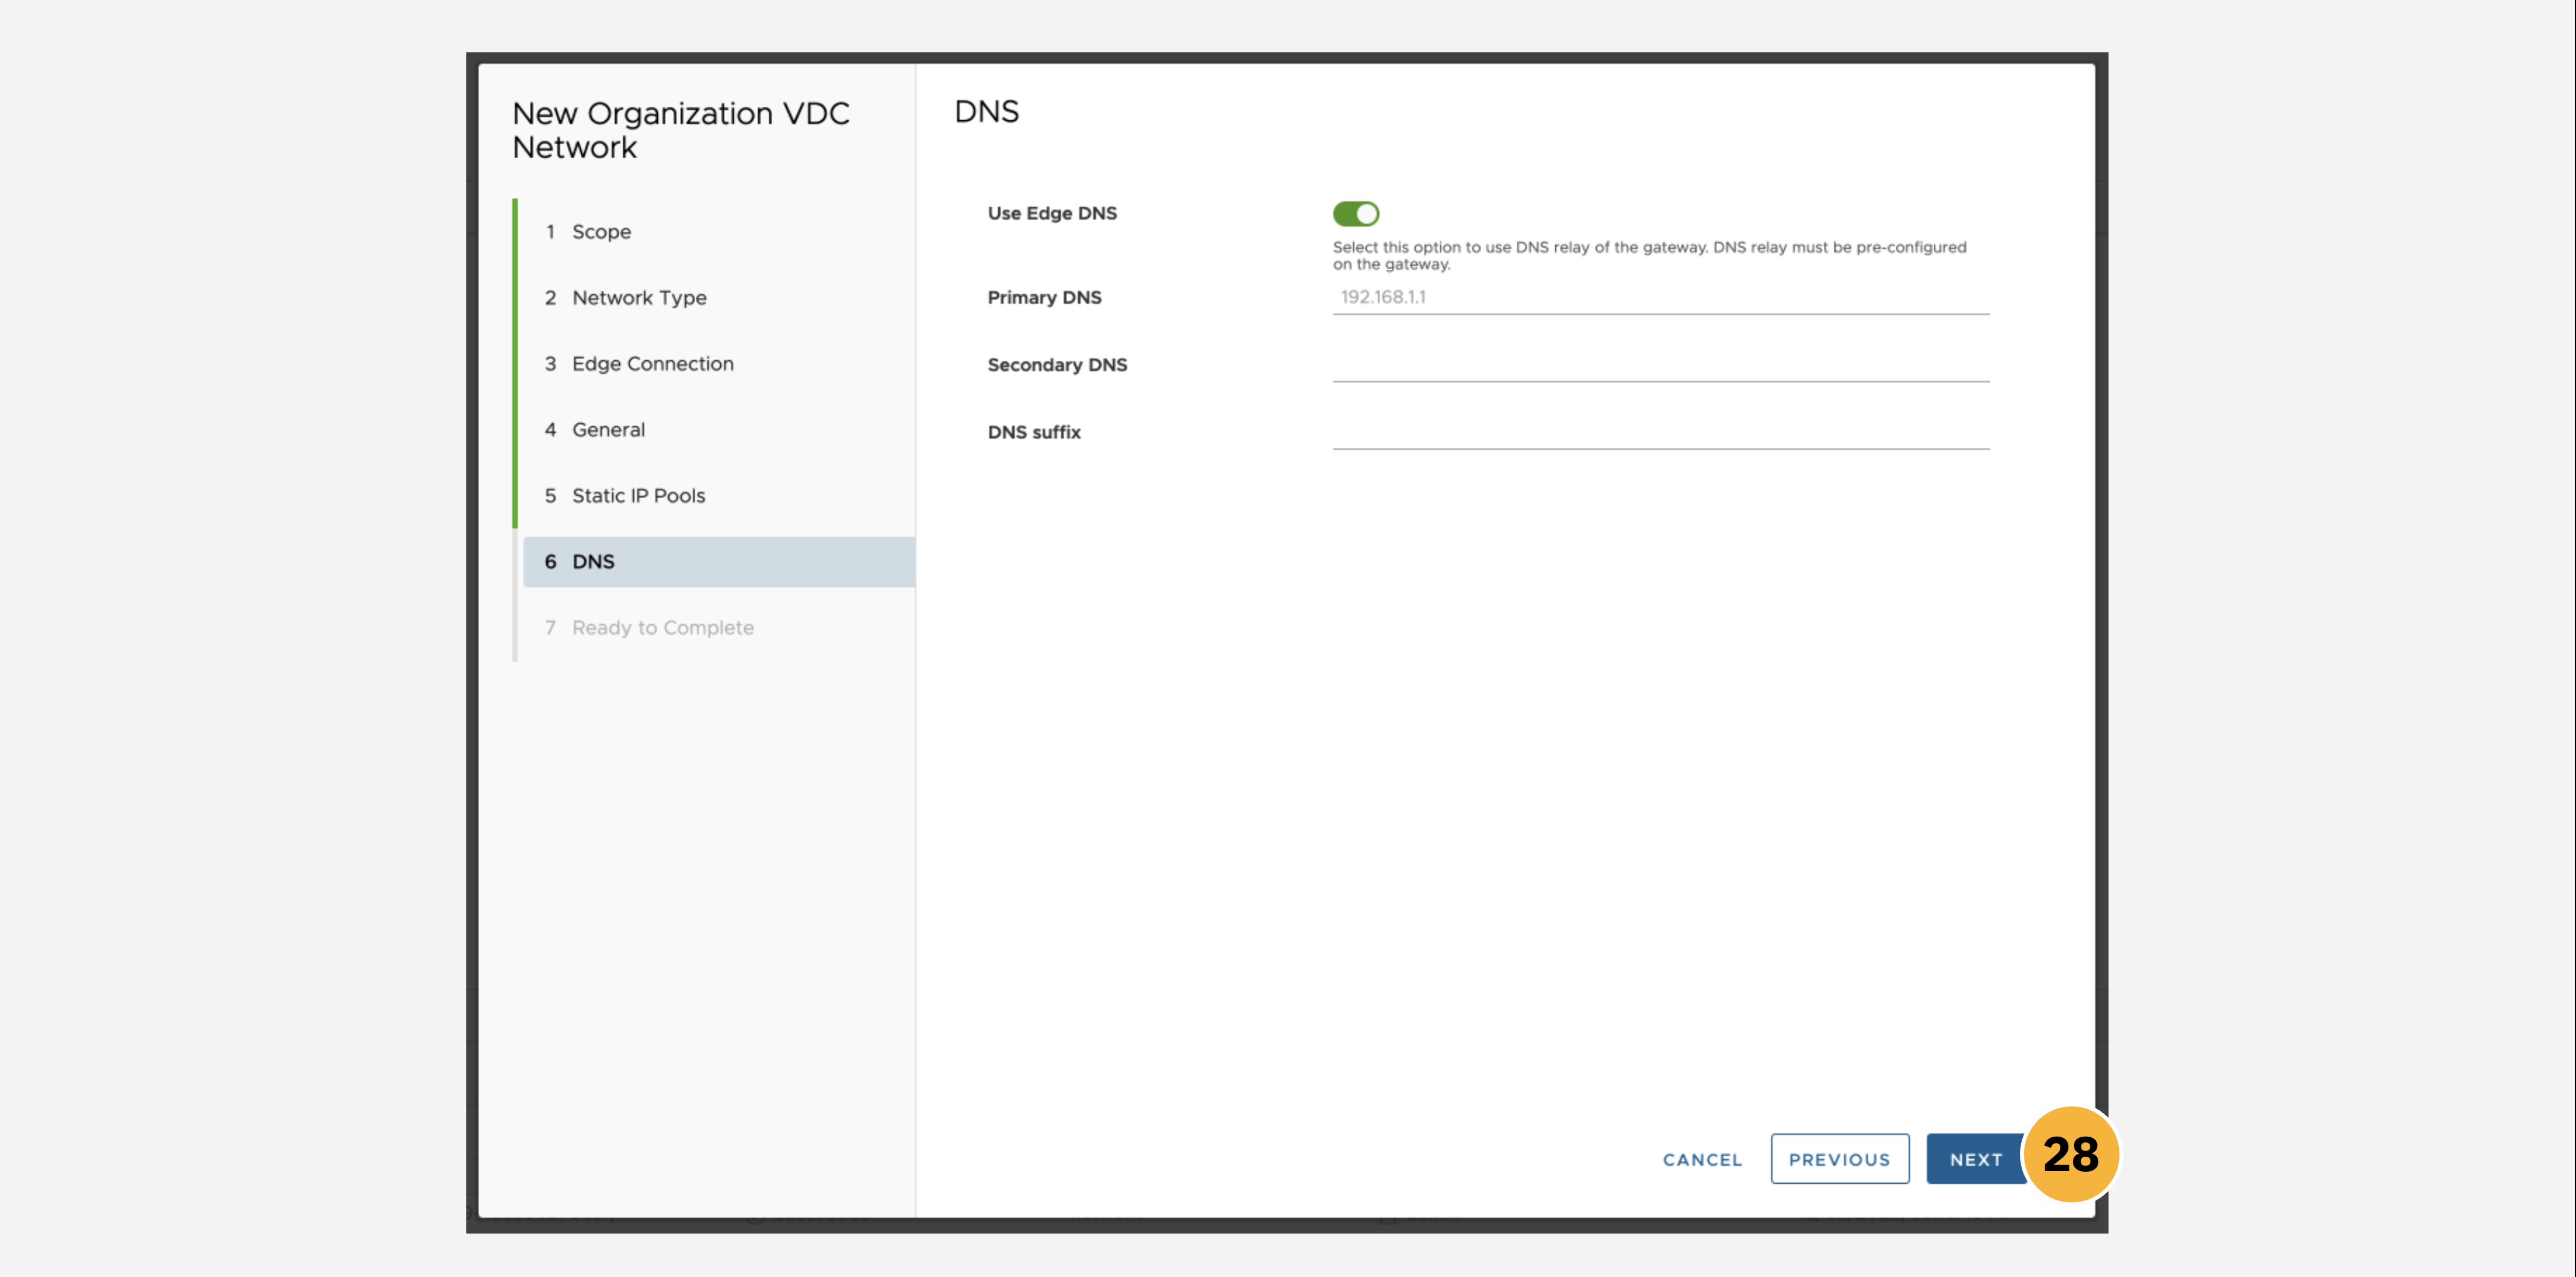 New Organization VDC
Network
1 Scope
2 Network Type
3 Edge Connection
4 General
5 Static IP Pools
6 DNS
7 Ready to Complete
DNS
Use Edge DNS
Select this option to use DNS relay of the gateway. DNS relay must be pre-configured
on the gateway.
Primary DNS
192.168.1.1
Secondary DNS
DNS suffix
CANCEL
PREVIOUS
NEXT
28